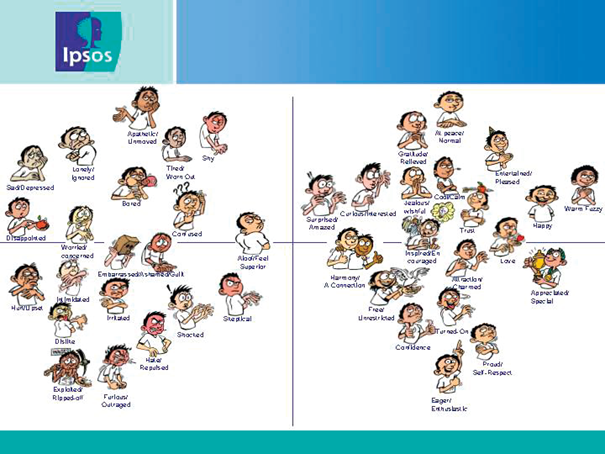 Ipsos
Apathetic/
Unmoved
Lonely/
Ignored
Tired/
Worn Out
Shy
Sad/Depressed
Bored
Confused
Disappointed
Worried/
concerned
Embarrassed/Ashamed/Guilt
Aloof/Feel
Superior
Hurt/Upset
Intimidated
Irritated
Skeptical
Shocked
Dislike
Hate/
Repulsed
Exploited/
Ripped-off
Furious/
Outraged
At peace/
Normal
Gratitude/
Relieved
Entertained/
Pleased
Surprised/
Amazed
Curious/Interested
Jealous/
wishful
Cool/Calm
Trust
Happy
Warm Fuzzy
Inspired/En
couraged
Harmony/
A Connection
Attraction/
Charmed
Love
Appreciated/
Special
Free/
Unrestricted
Turned-On
Confidence
Proud/
Self-Respect
Eager/
Enthusiastic